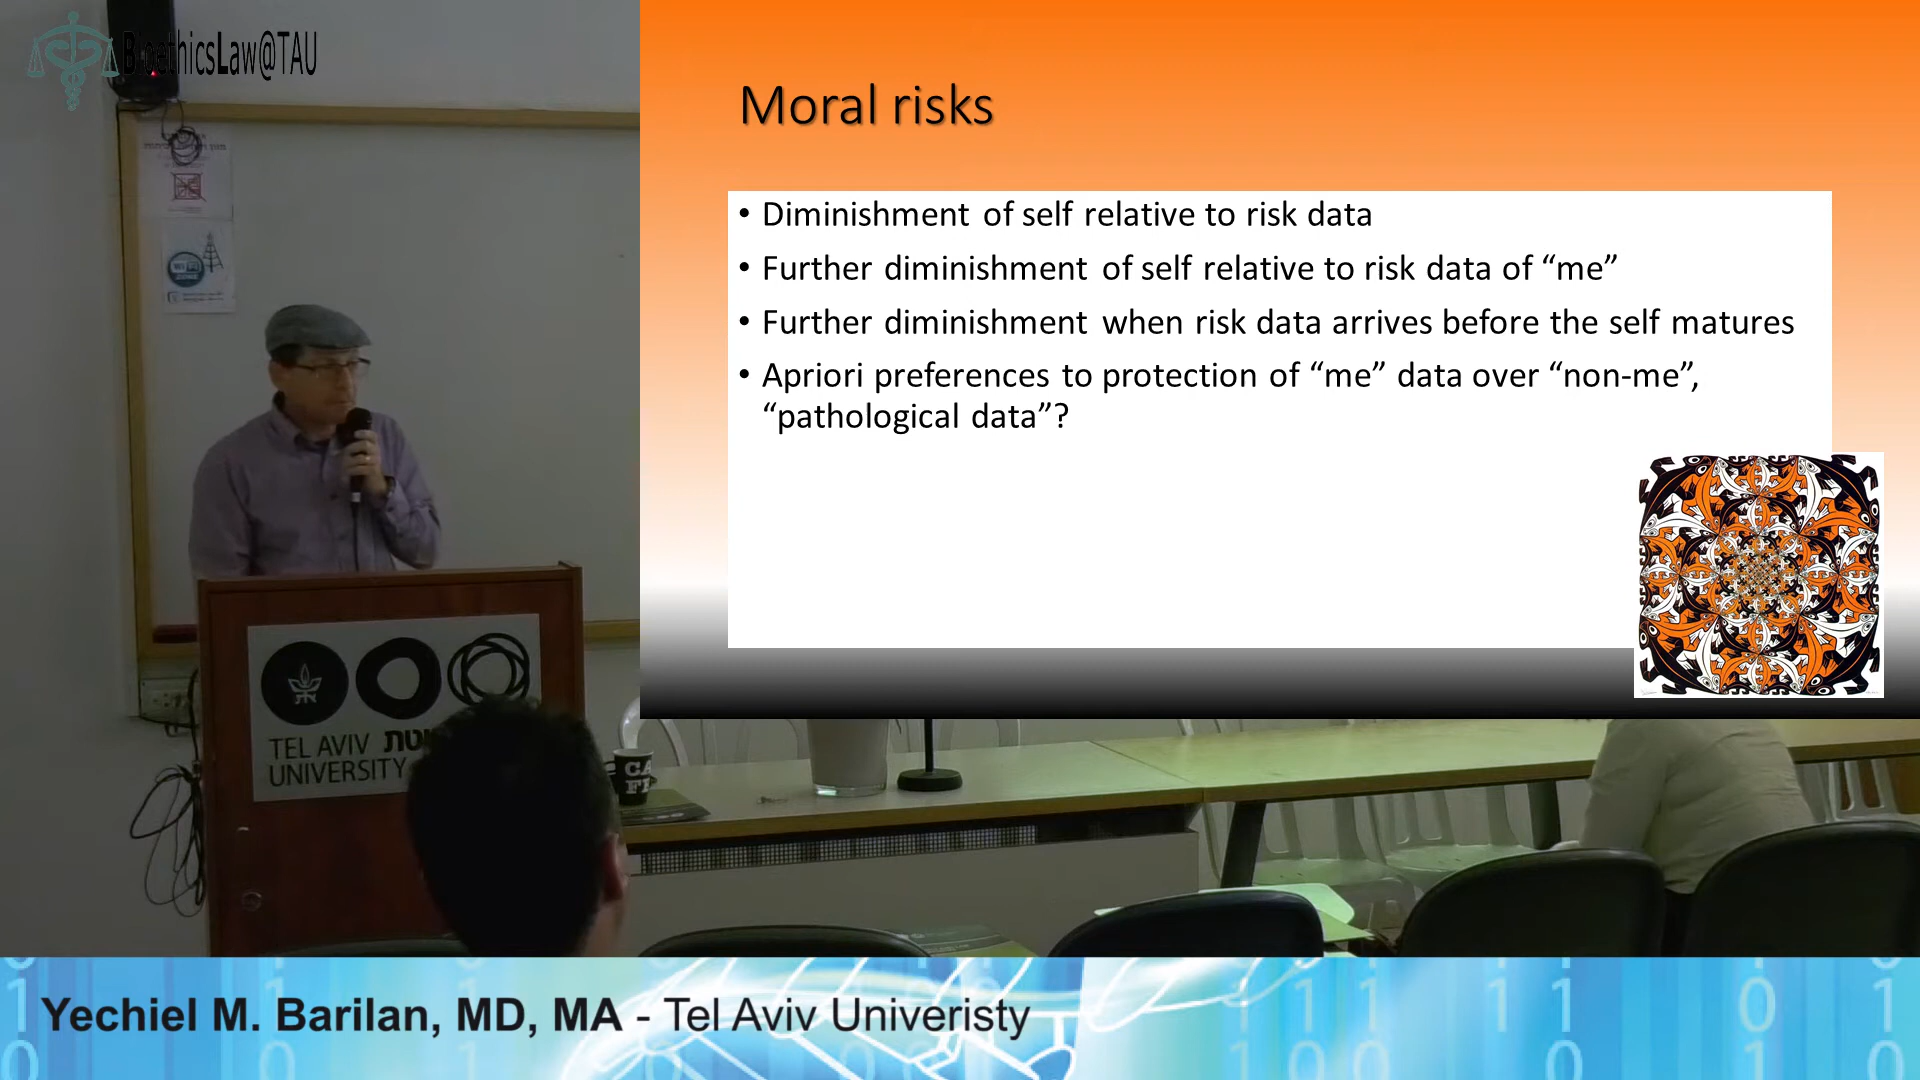 BioethicsLaw@TAU
Moral risks
• Diminishment of self relative to risk data
• Further diminishment of self relative to risk data of “me”
• Further diminishment when risk data arrives before the self matures
• Apriori preferences to protection of “me” data over “non-me”,
“pathological data”?
TEL AVIV
UNIVERSITY
CA
FF
Yechiel M. Barilan, MD, MA - Tel Aviv Univeristy